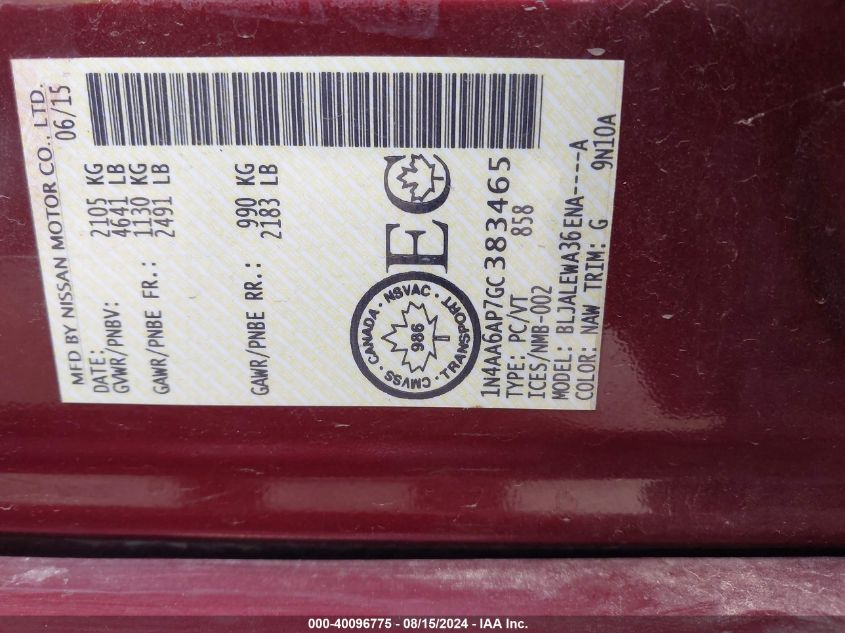 MFD BY NISSAN MOTOR CO., LTD.
DATE: 06/15
GVWR/PNBV: 2105 KG
4641 LB
GAWR/PNBE FR.: 1130 KG
2491 LB
GAWR/PNBE RR.: 990 KG
2183 LB
CANADA · NSVAC · TRANSPORT · CMVSS ·
986
T
EC
T
1N4AA6AP7GC383465
TYPE: PC/VT 858
ICES/NMB-002
MODEL: BLJALEWA36ENA----A
COLOR: NAW TRIM: G 9N10A
000-40096775 - 08/15/2024 - IAA Inc.